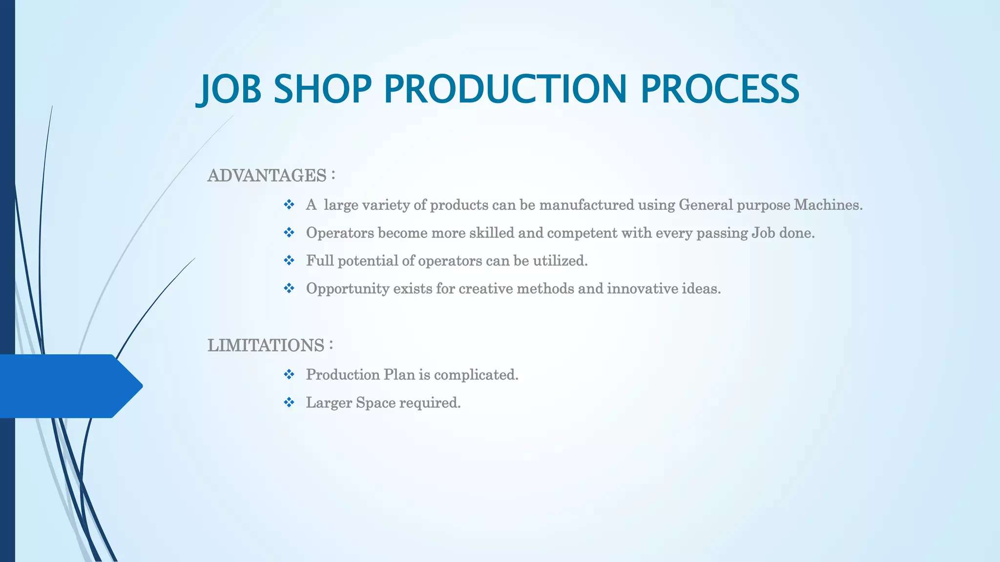 JOB SHOP PRODUCTION PROCESS
ADVANTAGES :
❖ A large variety of products can be manufactured using General purpose Machines.
❖ Operators become more skilled and competent with every passing Job done.
❖ Full potential of operators can be utilized.
❖ Opportunity exists for creative methods and innovative ideas.
LIMITATIONS :
❖ Production Plan is complicated.
❖ Larger Space required.